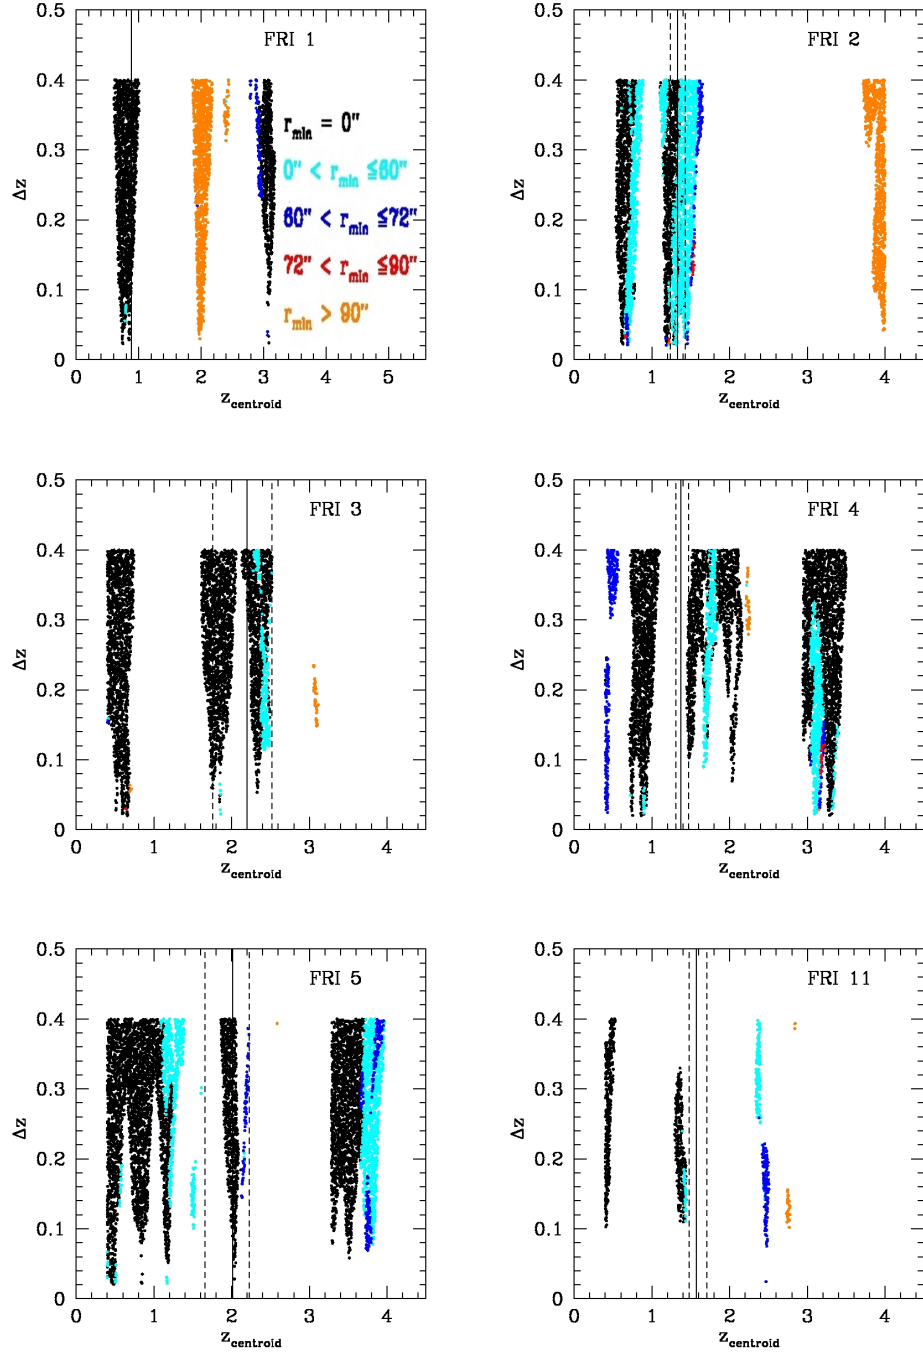 0.5
0.4
0.3
0.2
0.1
0
Δz
FRI 1
r_min = 0"
0" < r_min ≤60"
60" < r_min ≤72"
72" < r_min ≤90"
r_min > 90"
0 1 2 3 4 5
z_centroid
0.5
0.4
0.3
0.2
0.1
0
Δz
FRI 2
0 1 2 3 4
z_centroid
0.5
0.4
0.3
0.2
0.1
0
Δz
FRI 3
0 1 2 3 4
z_centroid
0.5
0.4
0.3
0.2
0.1
0
Δz
FRI 4
0 1 2 3 4
z_centroid
0.5
0.4
0.3
0.2
0.1
0
Δz
FRI 5
0 1 2 3 4
z_centroid
0.5
0.4
0.3
0.2
0.1
0
Δz
FRI 11
0 1 2 3 4
z_centroid